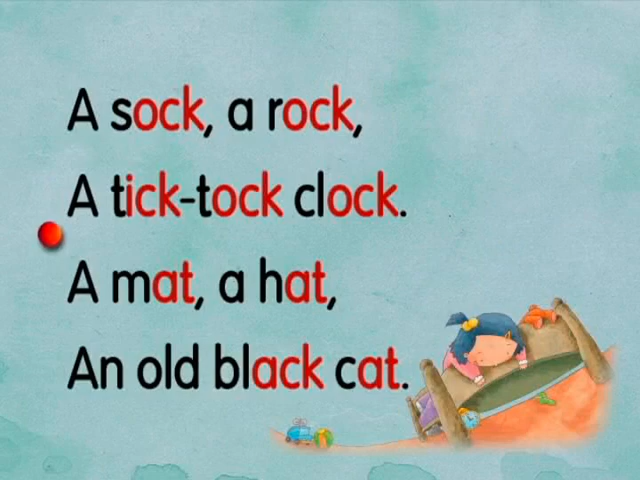 A sock, a rock,
A tick-tock clock.
A mat, a hat,
An old black cat.